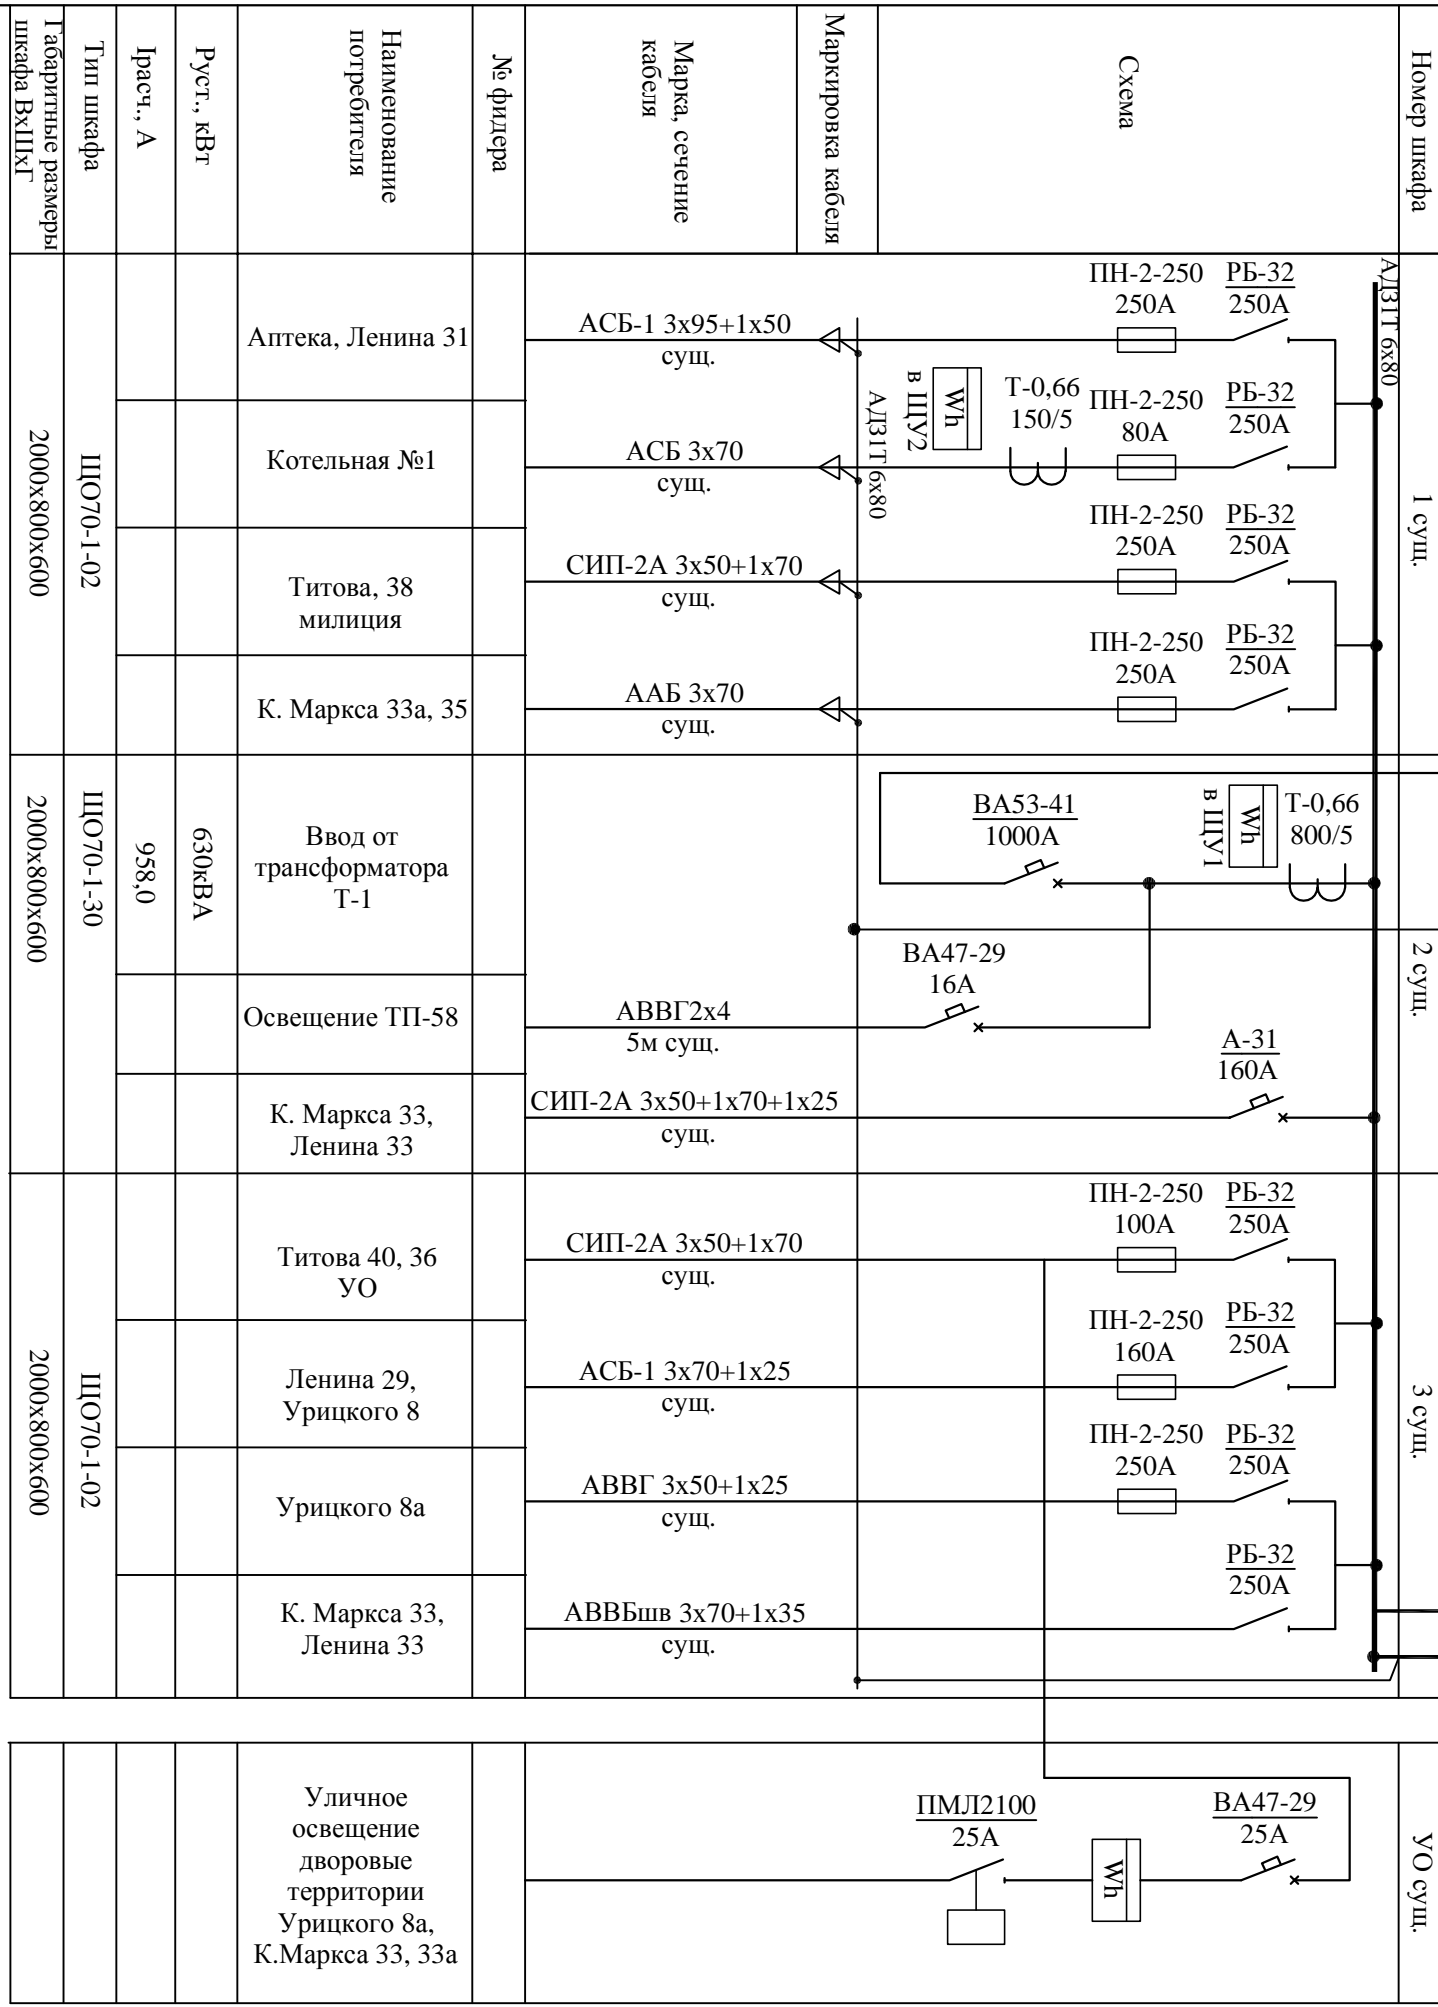 Номер шкафа
Схема
Маркировка кабеля
Марка, сечение
кабеля
№ фидера
Наименование
потребителя
Руст., кВт
Iрасч., А
Тип шкафа
Габаритные размеры
шкафа ВхШхГ
1 сущ.
АД31Т 6х80
ПН-2-250
250А
РБ-32
250А
АСБ-1 3х95+1х50
сущ.
Аптека, Ленина 31
АД31Т 6х80
Wh
в ЩУ2
Т-0,66
150/5
ПН-2-250
80А
РБ-32
250А
АСБ 3х70
сущ.
Котельная №1
ПН-2-250
250А
РБ-32
250А
СИП-2А 3х50+1х70
сущ.
Титова, 38
милиция
ПН-2-250
250А
РБ-32
250А
ААБ 3х70
сущ.
К. Маркса 33а, 35
ЩО70-1-02
2000х800х600
2 сущ.
ВА53-41
1000А
Wh
в ЩУ1
Т-0,66
800/5
Ввод от
трансформатора
Т-1
630кВА
958,0
ЩО70-1-30
2000х800х600
ВА47-29
16А
АВВГ2х4
5м сущ.
Освещение ТП-58
А-31
160А
СИП-2А 3х50+1х70+1х25
сущ.
К. Маркса 33,
Ленина 33
3 сущ.
ПН-2-250
100А
РБ-32
250А
СИП-2А 3х50+1х70
сущ.
Титова 40, 36
УО
ПН-2-250
160А
РБ-32
250А
АСБ-1 3х70+1х25
сущ.
Ленина 29,
Урицкого 8
ПН-2-250
250А
РБ-32
250А
АВВГ 3х50+1х25
сущ.
Урицкого 8а
РБ-32
250А
АВВБшв 3х70+1х35
сущ.
К. Маркса 33,
Ленина 33
ЩО70-1-02
2000х800х600
УО сущ.
ПМЛ2100
25А
Wh
ВА47-29
25А
Уличное
освещение
дворовые
территории
Урицкого 8а,
К.Маркса 33, 33а